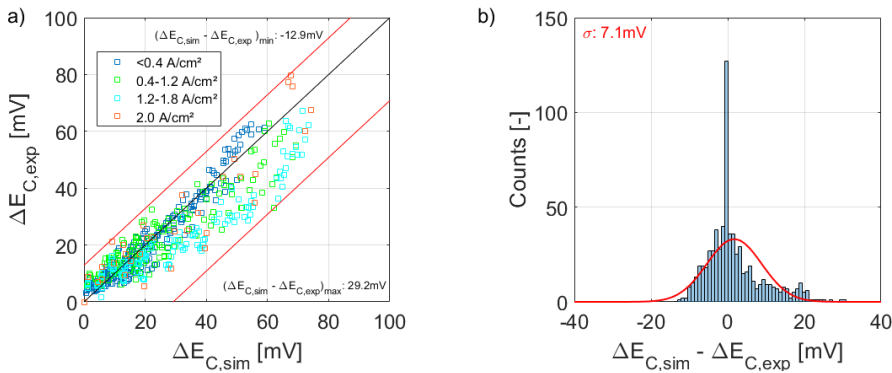 a)
(ΔE_C,sim - ΔE_C,exp )_min: -12.9mV
<0.4 A/cm²
0.4-1.2 A/cm²
1.2-1.8 A/cm²
2.0 A/cm²
(ΔE_C,sim - ΔE_C,exp)_max: 29.2mV
100
80
60
40
20
0
0 20 40 60 80 100
ΔE_C,exp [mV]
ΔE_C,sim [mV]
b)
σ: 7.1mV
150
100
50
0
-40 -20 0 20 40
Counts [-]
ΔE_C,sim - ΔE_C,exp [mV]